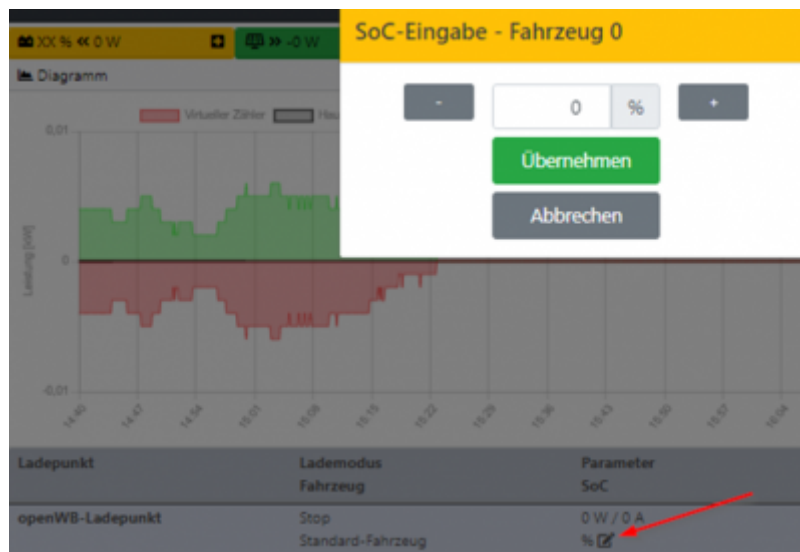 XX % « 0 W
» -0 W
SoC-Eingabe - Fahrzeug 0
Diagramm
-
0
%
+
Virtueller Zähler
Übernehmen
Abbrechen
0,01
0
-0,01
Leistung [kW]
14:40
14:47
14:54
15:01
15:08
15:15
15:22
15:29
15:36
15:43
15:50
15:57
16:04
Ladepunkt
Lademodus
Parameter
Fahrzeug
SoC
openWB-Ladepunkt
Stop
0 W / 0 A
Standard-Fahrzeug
%